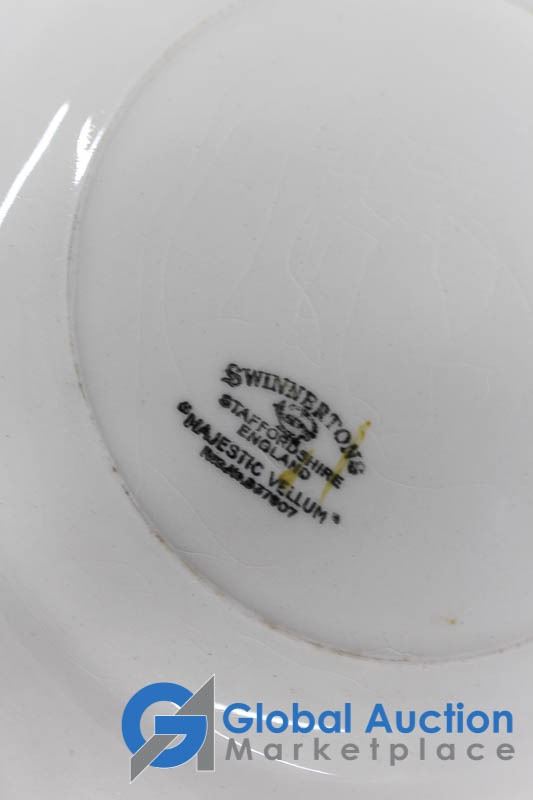 SWINNERTONS
STAFFORDSHIRE
ENGLAND
"MAJESTIC VELLUM"
Global Auction
Marketplace